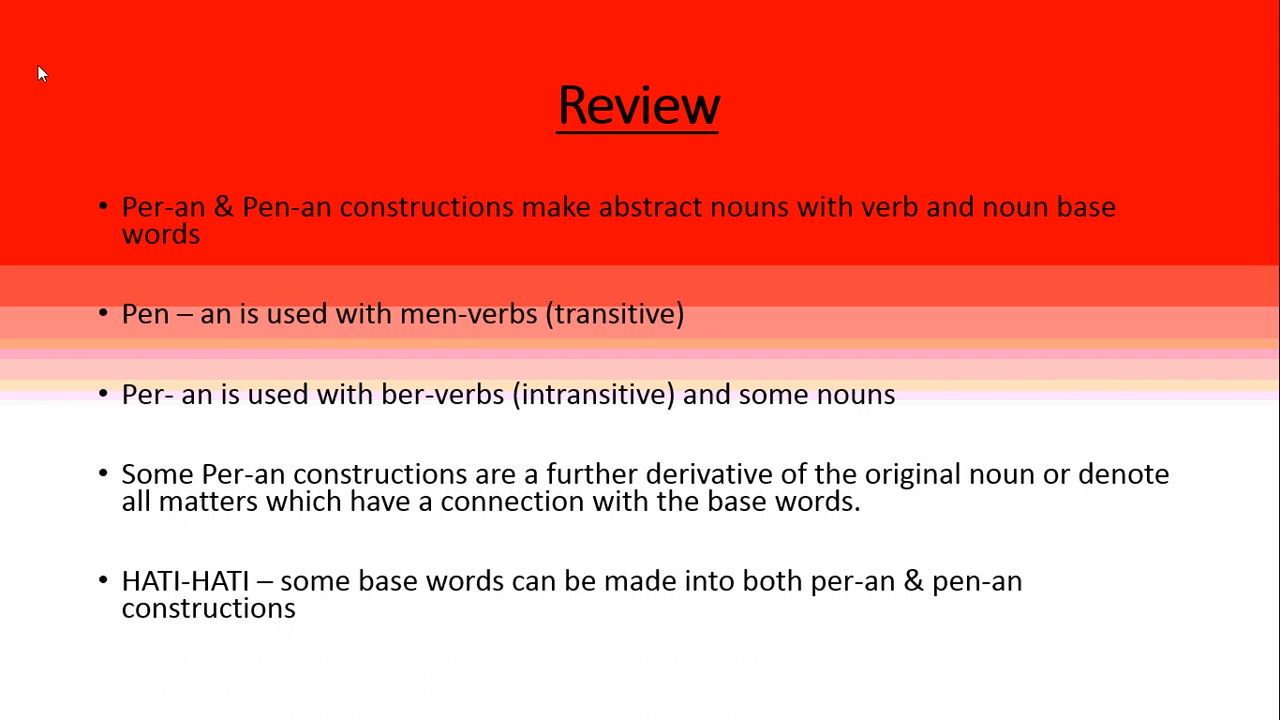 Review
• Per-an & Pen-an constructions make abstract nouns with verb and noun base
words
• Pen – an is used with men-verbs (transitive)
• Per- an is used with ber-verbs (intransitive) and some nouns
• Some Per-an constructions are a further derivative of the original noun or denote
all matters which have a connection with the base words.
• HATI-HATI – some base words can be made into both per-an & pen-an
constructions